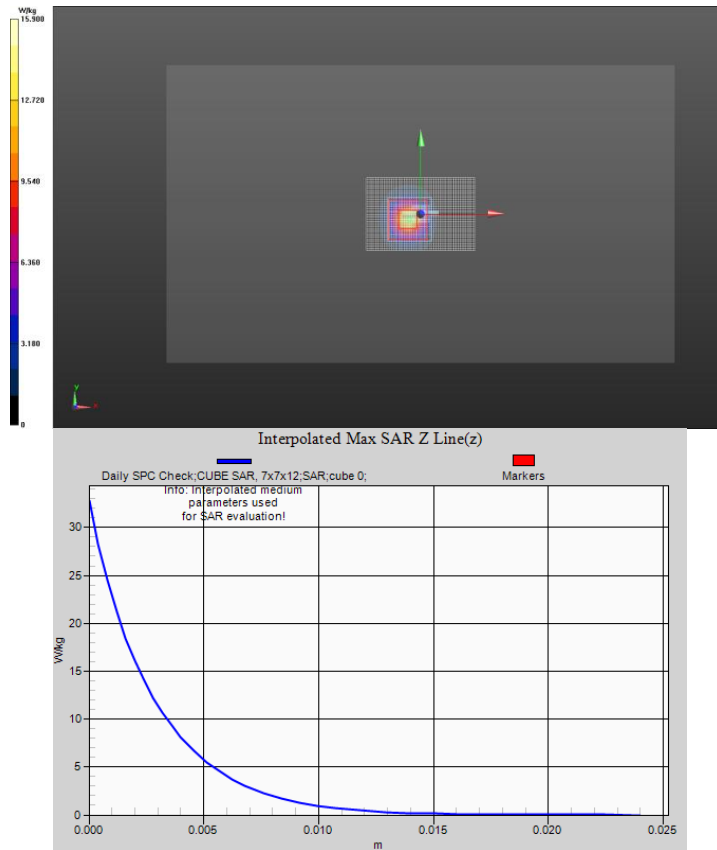 W/kg
15.900
12.720
9.540
6.360
3.180
0
y
x
Interpolated Max SAR Z Line(z)
Daily SPC Check;CUBE SAR, 7x7x12;SAR;cube 0;
Markers
Info: Interpolated medium
parameters used
for SAR evaluation!
30
25
20
15
10
5
0
W/kg
0.000 0.005 0.010 0.015 0.020 0.025
m